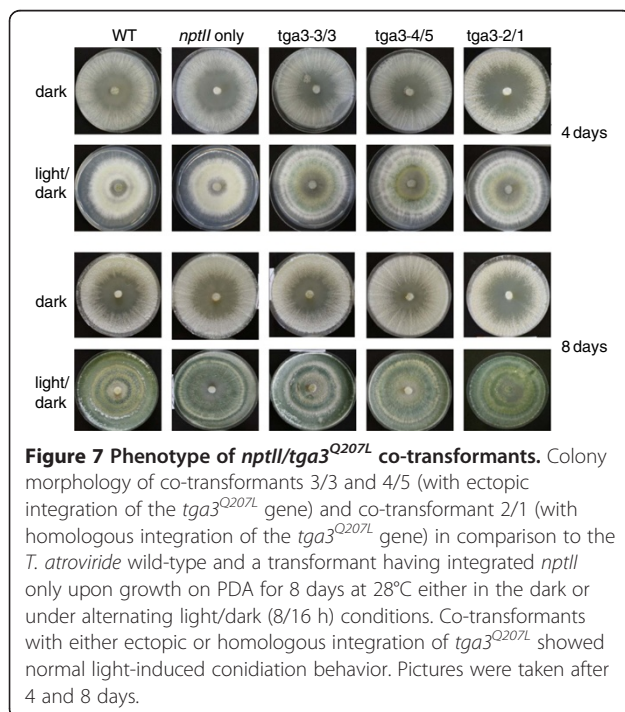 WT nptII only tga3-3/3 tga3-4/5 tga3-2/1
dark
4 days
light/
dark
dark
8 days
light/
dark
Figure 7 Phenotype of nptII/tga3Q207L co-transformants. Colony
morphology of co-transformants 3/3 and 4/5 (with ectopic
integration of the tga3Q207L gene) and co-transformant 2/1 (with
homologous integration of the tga3Q207L gene) in comparison to the
T. atroviride wild-type and a transformant having integrated nptII
only upon growth on PDA for 8 days at 28°C either in the dark or
under alternating light/dark (8/16 h) conditions. Co-transformants
with either ectopic or homologous integration of tga3Q207L showed
normal light-induced conidiation behavior. Pictures were taken after
4 and 8 days.